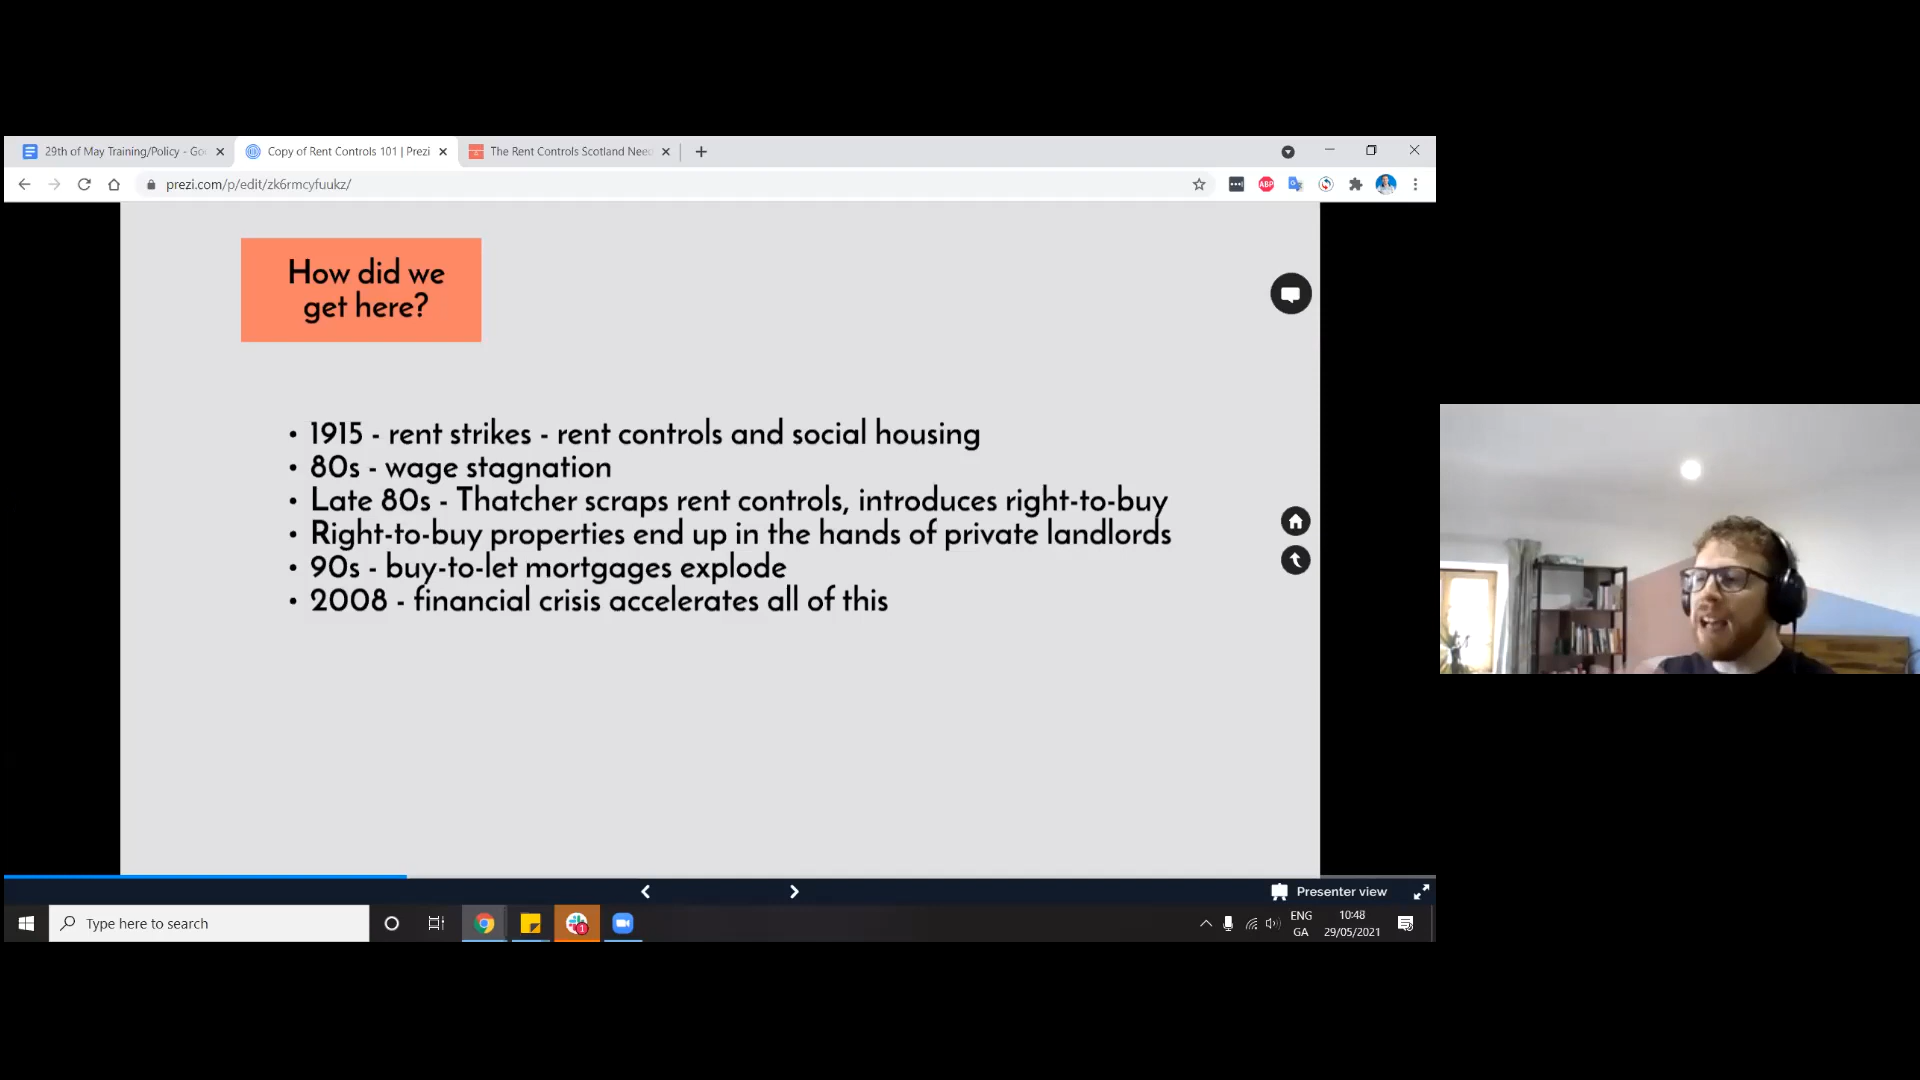 29th of May Training/Policy - Go
Copy of Rent Controls 101 | Prezi
The Rent Controls Scotland Need
prezi.com/p/edit/zk6rmcyfuukz/
ABP
How did we
get here?
• 1915 - rent strikes - rent controls and social housing
• 80s - wage stagnation
• Late 80s - Thatcher scraps rent controls, introduces right-to-buy
• Right-to-buy properties end up in the hands of private landlords
• 90s - buy-to-let mortgages explode
• 2008 - financial crisis accelerates all of this
Presenter view
Type here to search
1
ENG
GA
10:48
29/05/2021